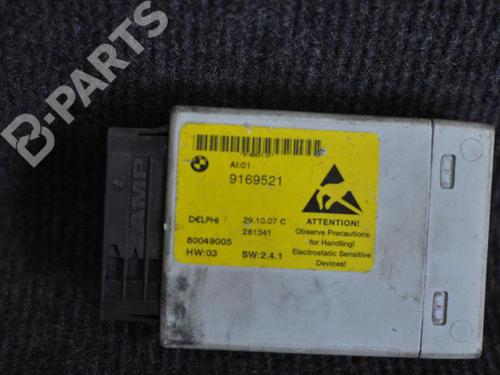 B-PARTS
AMP
AI:01
9169521
DELPHI 29.10.07 C
281341
80049005
HW:03 SW:2.4.1
ATTENTION!
Observe Precautions
for Handling!
Electrostatic Sensitive
Devices!